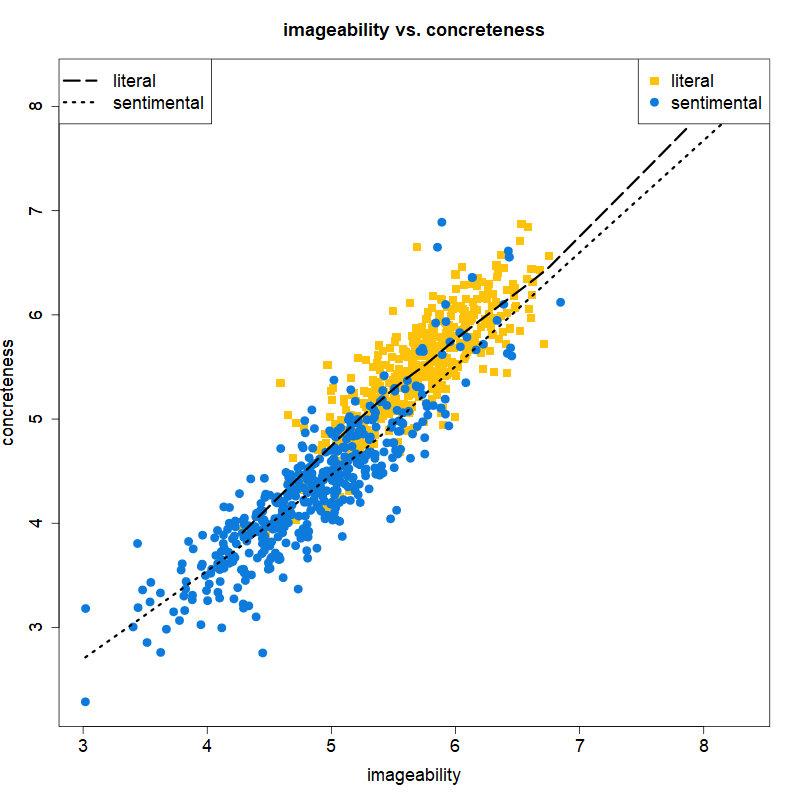 imageability vs. concreteness
literal
sentimental
literal
sentimental
concreteness
8
7
6
5
4
3
3 4 5 6 7 8
imageability